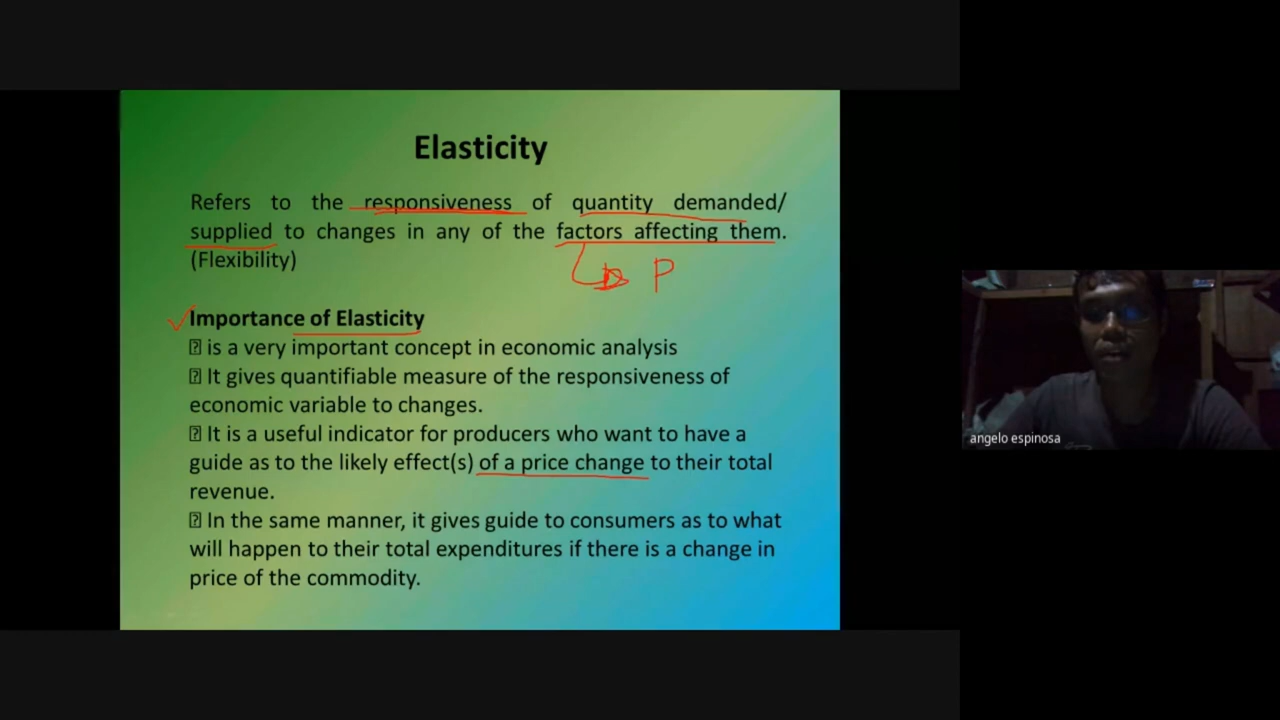 Elasticity
Refers to the responsiveness of quantity demanded/
supplied to changes in any of the factors affecting them.
(Flexibility)
P
Importance of Elasticity
is a very important concept in economic analysis
It gives quantifiable measure of the responsiveness of
economic variable to changes.
It is a useful indicator for producers who want to have a
guide as to the likely effect(s) of a price change to their total
revenue.
In the same manner, it gives guide to consumers as to what
will happen to their total expenditures if there is a change in
price of the commodity.
angelo espinosa